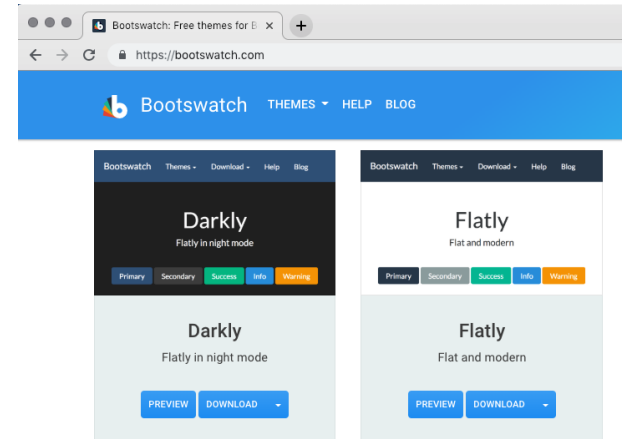 Bootswatch: Free themes for B
https://bootswatch.com
Bootswatch THEMES HELP BLOG
Bootswatch Themes Download Help Blog
Darkly
Flatly in night mode
Primary Secondary Success Info Warning
Darkly
Flatly in night mode
PREVIEW DOWNLOAD
Bootswatch Themes Download Help Blog
Flatly
Flat and modern
Primary Secondary Success Info Warning
Flatly
Flat and modern
PREVIEW DOWNLOAD